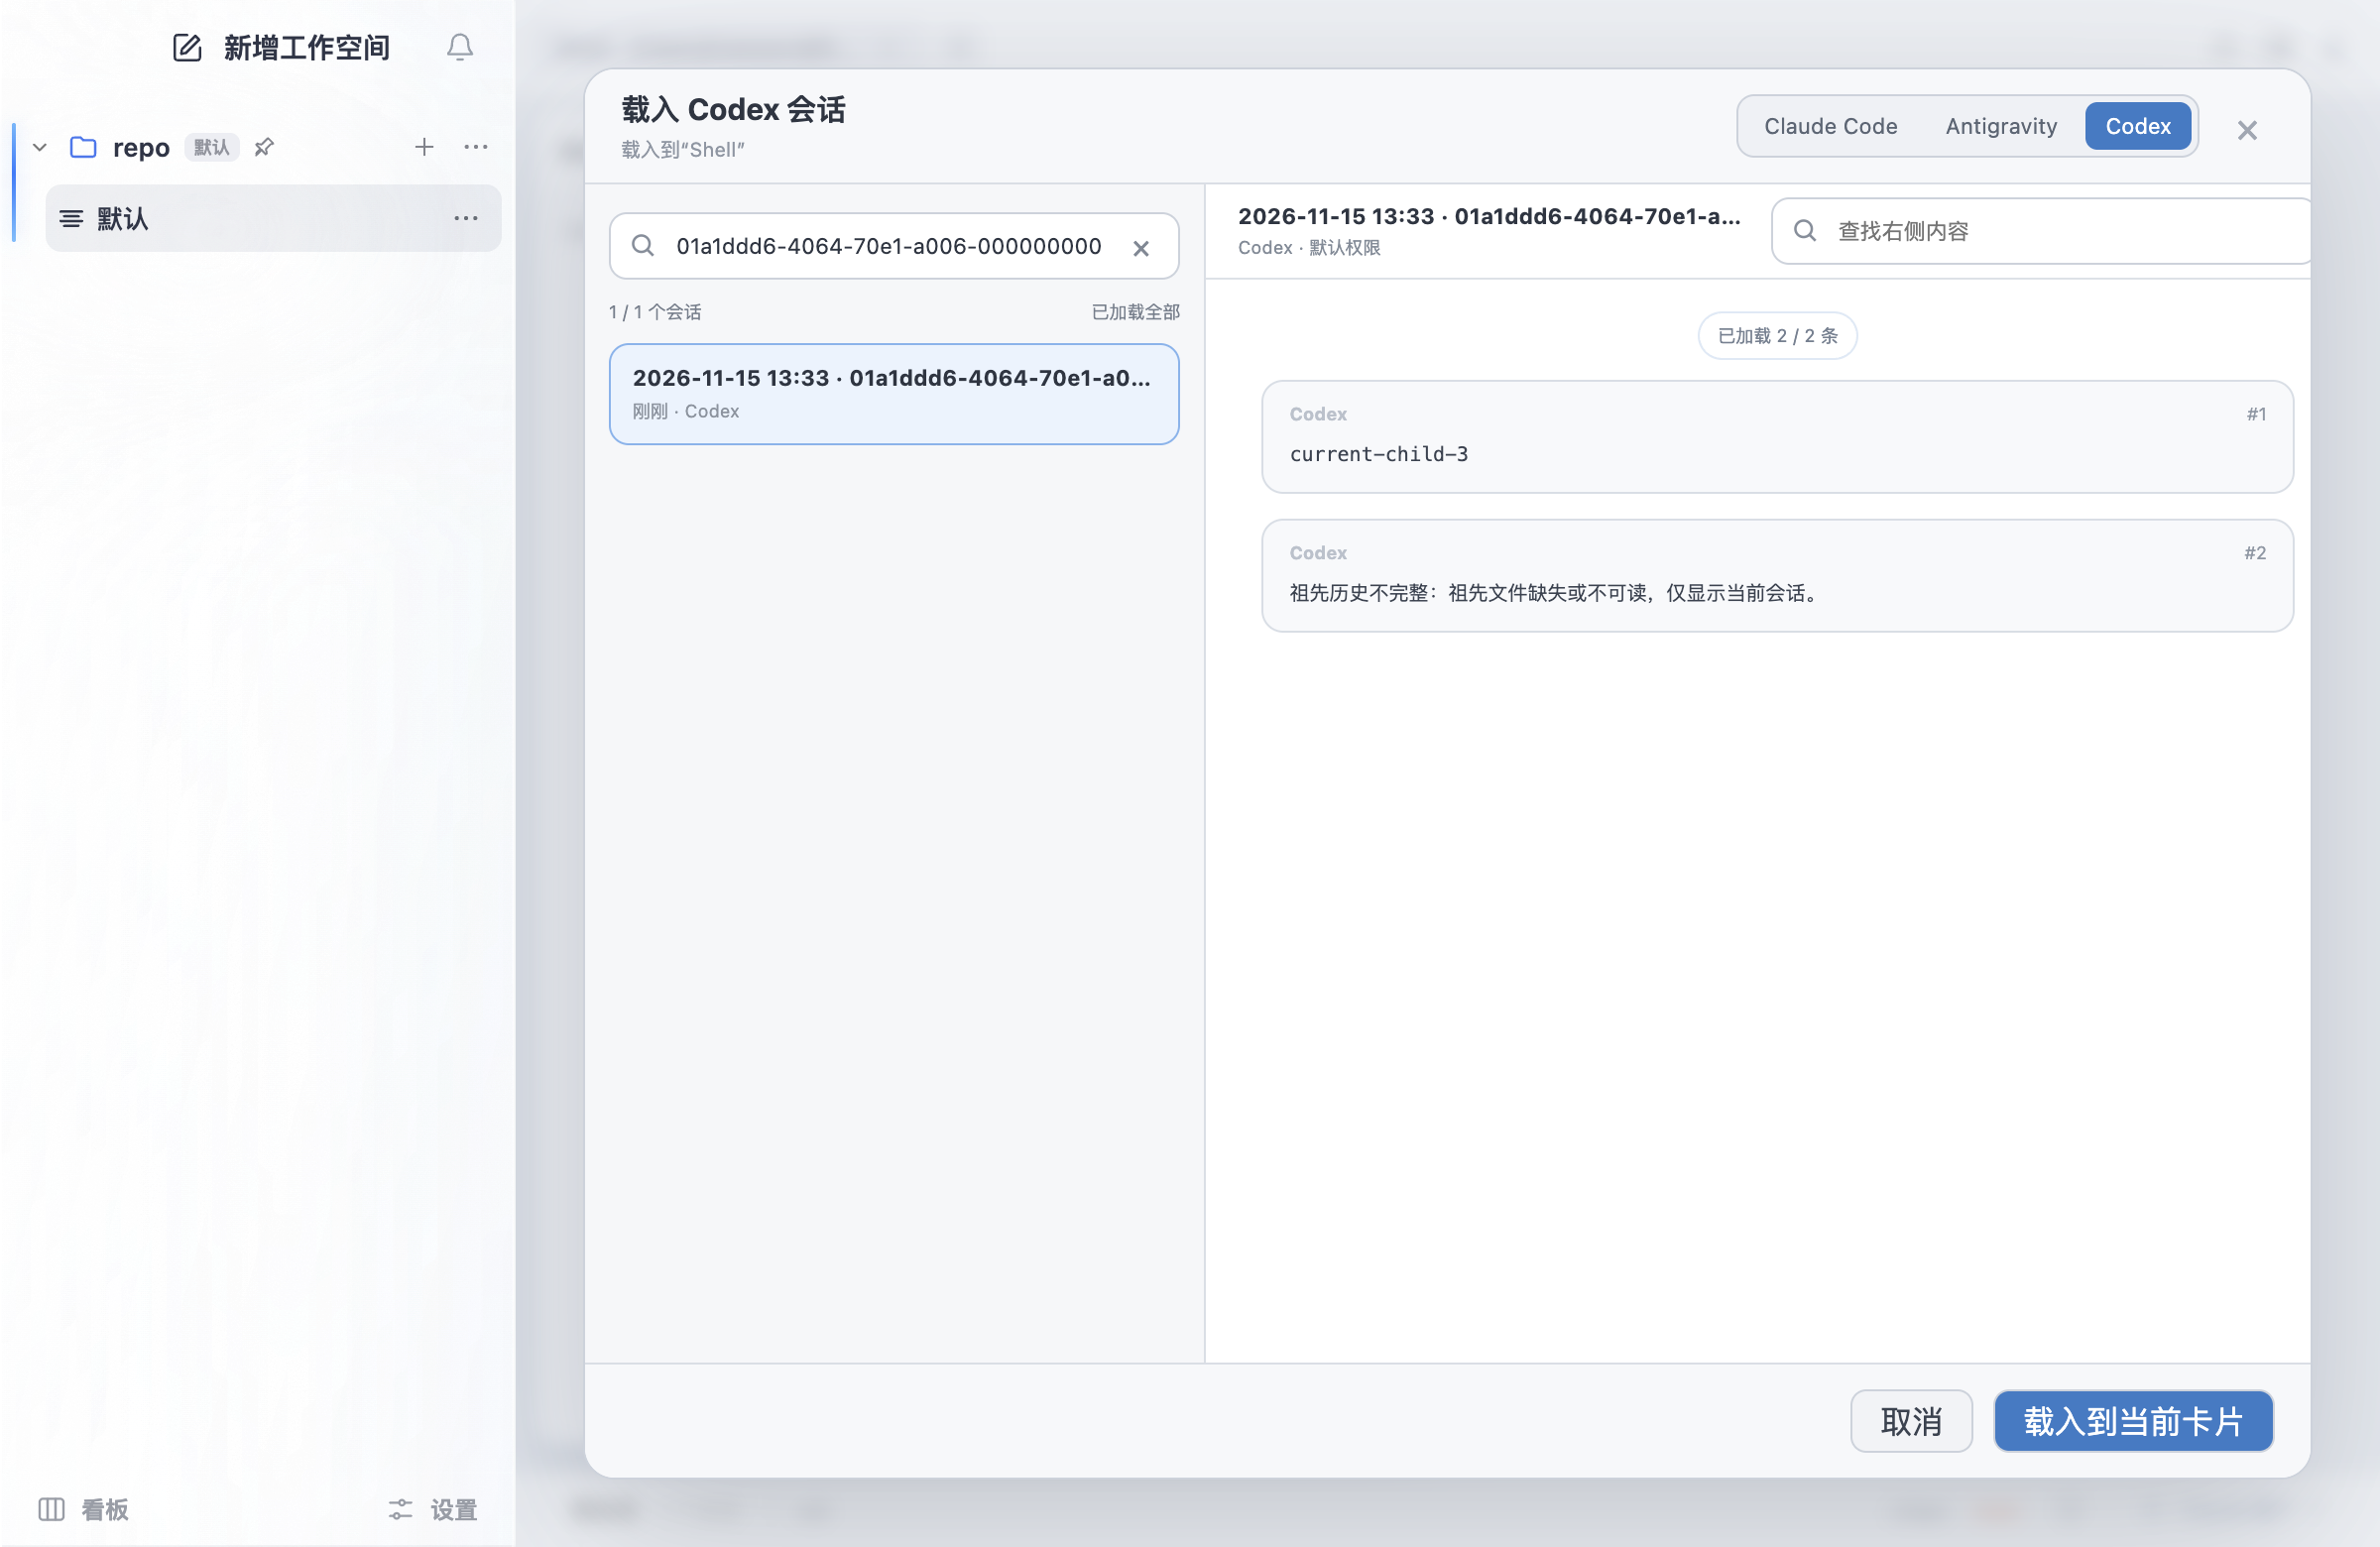 新增工作空间
repo 默认
默认
看板
设置
载入 Codex 会话
载入到“Shell”
Claude Code
Antigravity
Codex
01a1ddd6-4064-70e1-a006-000000000
1 / 1 个会话
已加载全部
2026-11-15 13:33 · 01a1ddd6-4064-70e1-a0...
刚刚 · Codex
2026-11-15 13:33 · 01a1ddd6-4064-70e1-a...
Codex · 默认权限
查找右侧内容
已加载 2 / 2 条
Codex #1
current-child-3
Codex #2
祖先历史不完整：祖先文件缺失或不可读，仅显示当前会话。
取消
载入到当前卡片